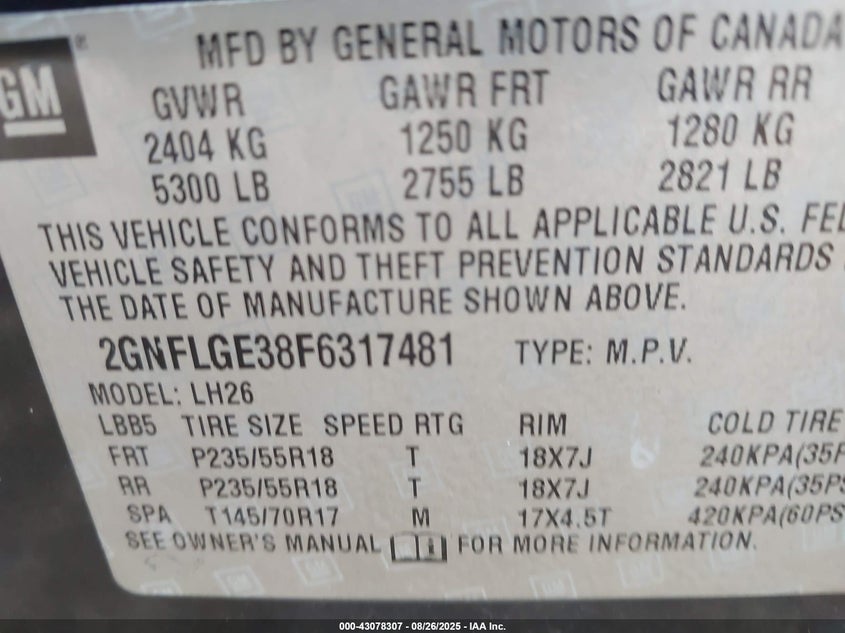 GM ®
MFD BY GENERAL MOTORS OF CANADA
GVWR GAWR FRT GAWR RR
2404 KG 1250 KG 1280 KG
5300 LB 2755 LB 2821 LB
THIS VEHICLE CONFORMS TO ALL APPLICABLE U.S. FE
VEHICLE SAFETY AND THEFT PREVENTION STANDARDS
THE DATE OF MANUFACTURE SHOWN ABOVE.
2GNFLGE38F6317481 TYPE: M.P.V.
MODEL: LH26
LBB5 TIRE SIZE SPEED RTG RIM COLD TIRE
FRT P235/55R18 T 18X7J 240KPA(35P
RR P235/55R18 T 18X7J 240KPA(35PS
SPA T145/70R17 M 17X4.5T 420KPA(60PS
SEE OWNER'S MANUAL FOR MORE INFORMATION.
000-43078307 - 08/26/2025 - IAA Inc.